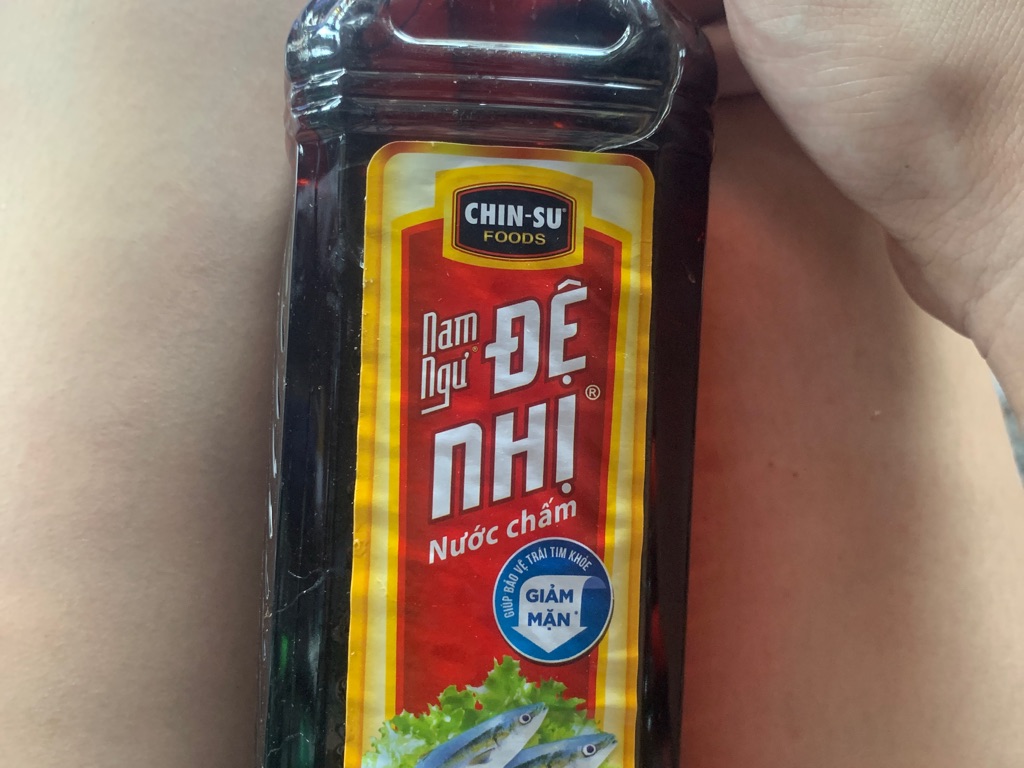 CHIN-SU®
FOODS
Nam
Ngư®
ĐỆ
NHỊ®
Nước chấm
GIÚP BẢO VỆ TRÁI TIM KHỎE
GIẢM
MẶN*